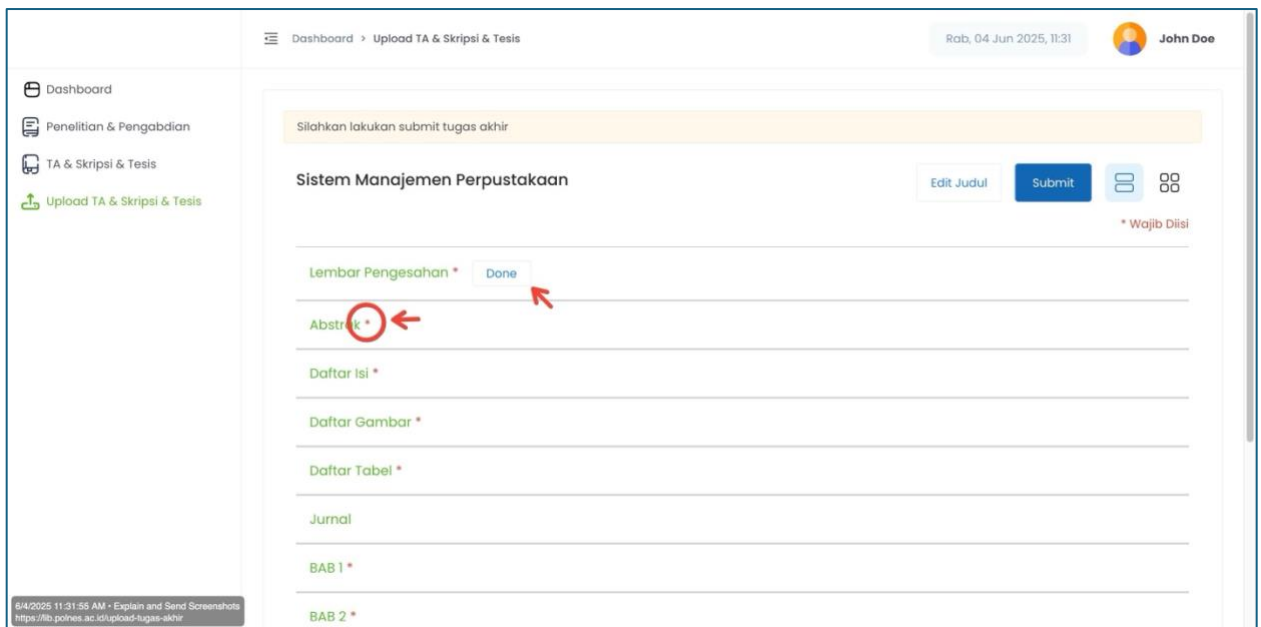 Dashboard > Upload TA & Skripsi & Tesis
Rab, 04 Jun 2025, 11:31
John Doe
Dashboard
Penelitian & Pengabdian
TA & Skripsi & Tesis
Upload TA & Skripsi & Tesis
Silahkan lakukan submit tugas akhir
Sistem Manajemen Perpustakaan
Edit Judul
Submit
* Wajib Diisi
Lembar Pengesahan *
Done
Abstrak *
Daftar Isi *
Daftar Gambar *
Daftar Tabel *
Jurnal
BAB 1 *
BAB 2 *
6/4/2025 11:31:55 AM • Explain and Send Screenshots
https://lib.polnes.ac.id/upload-tugas-akhir